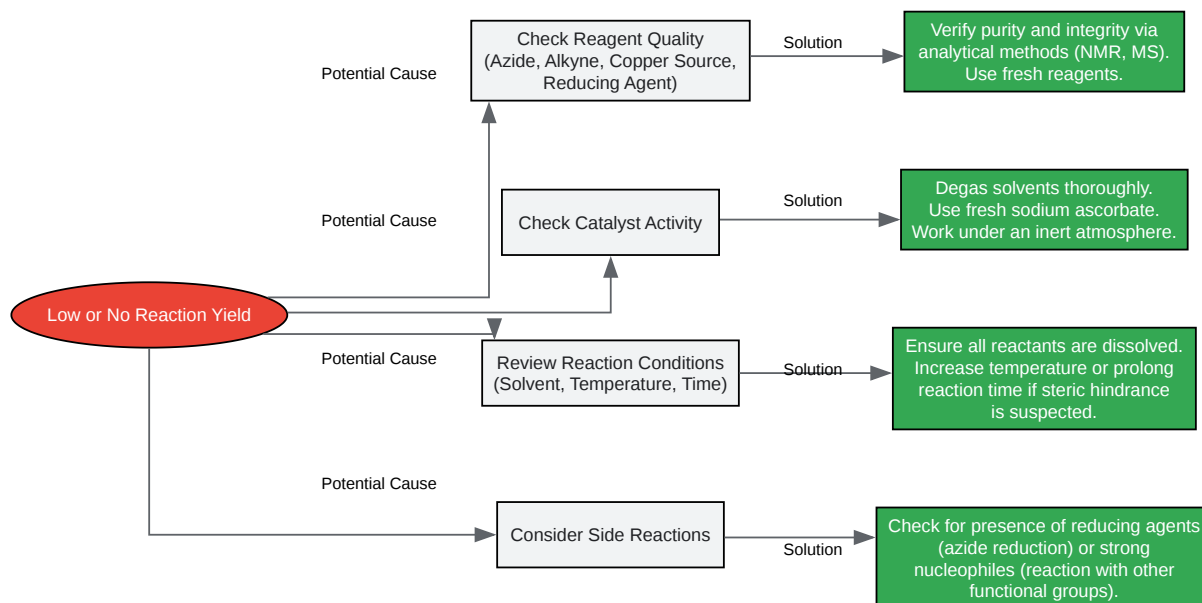 Check Reagent Quality
(Azide, Alkyne, Copper Source,
Reducing Agent)
Potential Cause
Solution
Verify purity and integrity via
analytical methods (NMR, MS).
Use fresh reagents.
Potential Cause
Check Catalyst Activity
Solution
Degas solvents thoroughly.
Use fresh sodium ascorbate.
Work under an inert atmosphere.
Low or No Reaction Yield
Potential Cause
Review Reaction Conditions
(Solvent, Temperature, Time)
Solution
Ensure all reactants are dissolved.
Increase temperature or prolong
reaction time if steric hindrance
is suspected.
Potential Cause
Consider Side Reactions
Solution
Check for presence of reducing agents
(azide reduction) or strong
nucleophiles (reaction with other
functional groups).